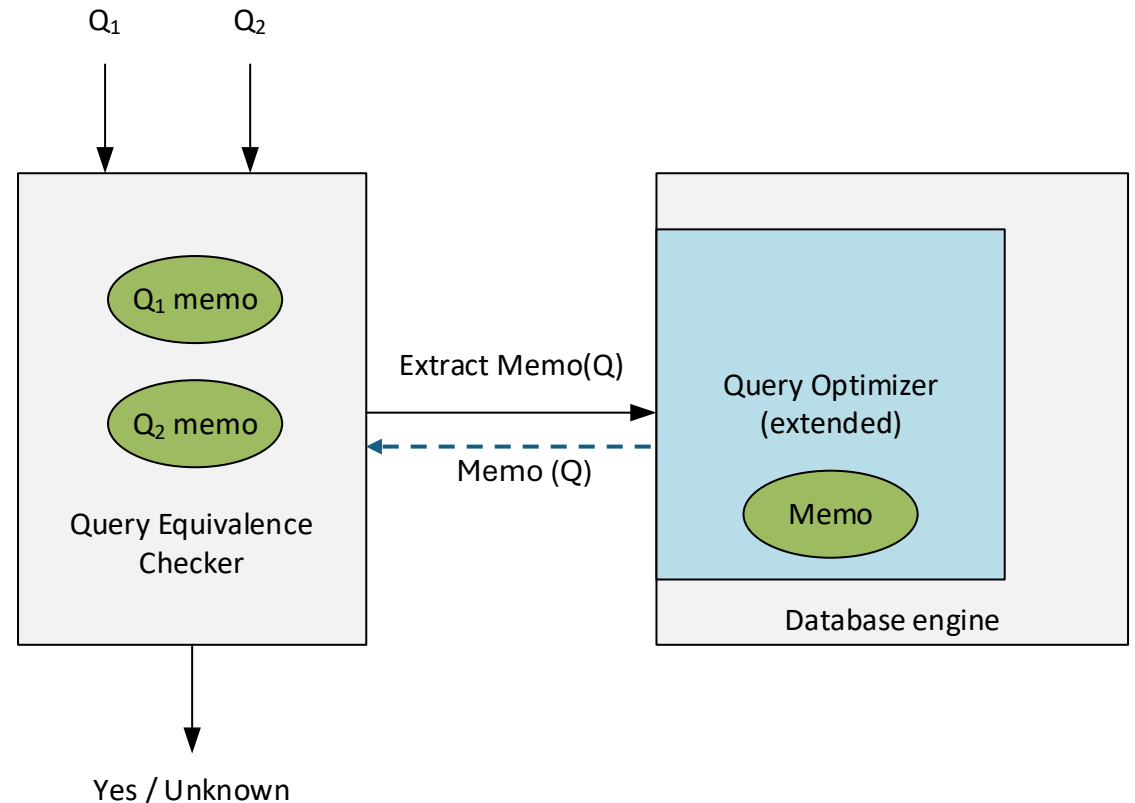 Q₁
Q₂
Q₁ memo
Q₂ memo
Query Equivalence
Checker
Extract Memo(Q)
Memo (Q)
Query Optimizer
(extended)
Memo
Database engine
Yes / Unknown